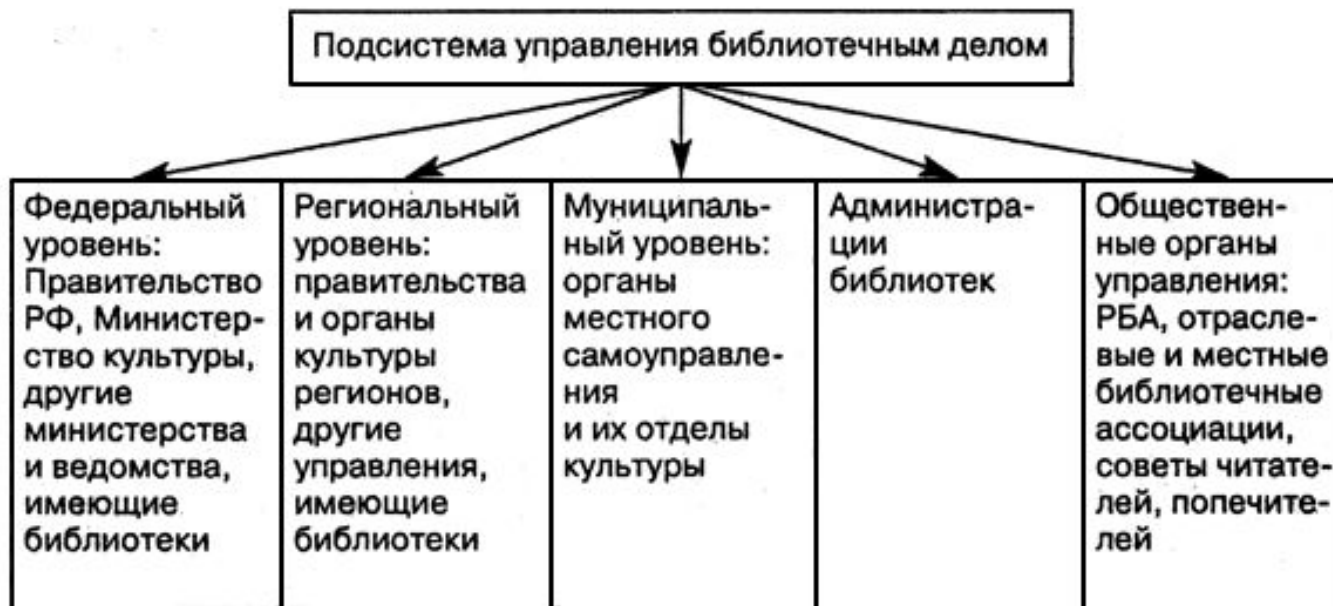 Подсистема управления библиотечным делом
Федеральный
уровень:
Правительство
РФ, Министер-
ство культуры,
другие
министерства
и ведомства,
имеющие
библиотеки
Региональный
уровень:
правительства
и органы
культуры
регионов,
другие
управления,
имеющие
библиотеки
Муниципаль-
ный уровень:
органы
местного
самоуправле-
ния
и их отделы
культуры
Администра-
ции
библиотек
Обществен-
ные органы
управления:
РБА, отрасле-
вые и местные
библиотечные
ассоциации,
советы читате-
лей, попечите-
лей